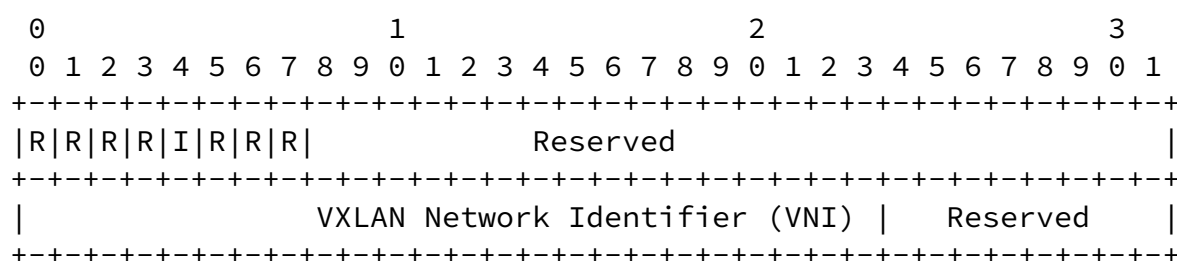 0                   1                   2                   3
 0 1 2 3 4 5 6 7 8 9 0 1 2 3 4 5 6 7 8 9 0 1 2 3 4 5 6 7 8 9 0 1
+-+-+-+-+-+-+-+-+-+-+-+-+-+-+-+-+-+-+-+-+-+-+-+-+-+-+-+-+-+-+-+-+
|R|R|R|R|I|R|R|R|            Reserved                           |
+-+-+-+-+-+-+-+-+-+-+-+-+-+-+-+-+-+-+-+-+-+-+-+-+-+-+-+-+-+-+-+-+
|                VXLAN Network Identifier (VNI) |   Reserved    |
+-+-+-+-+-+-+-+-+-+-+-+-+-+-+-+-+-+-+-+-+-+-+-+-+-+-+-+-+-+-+-+-+